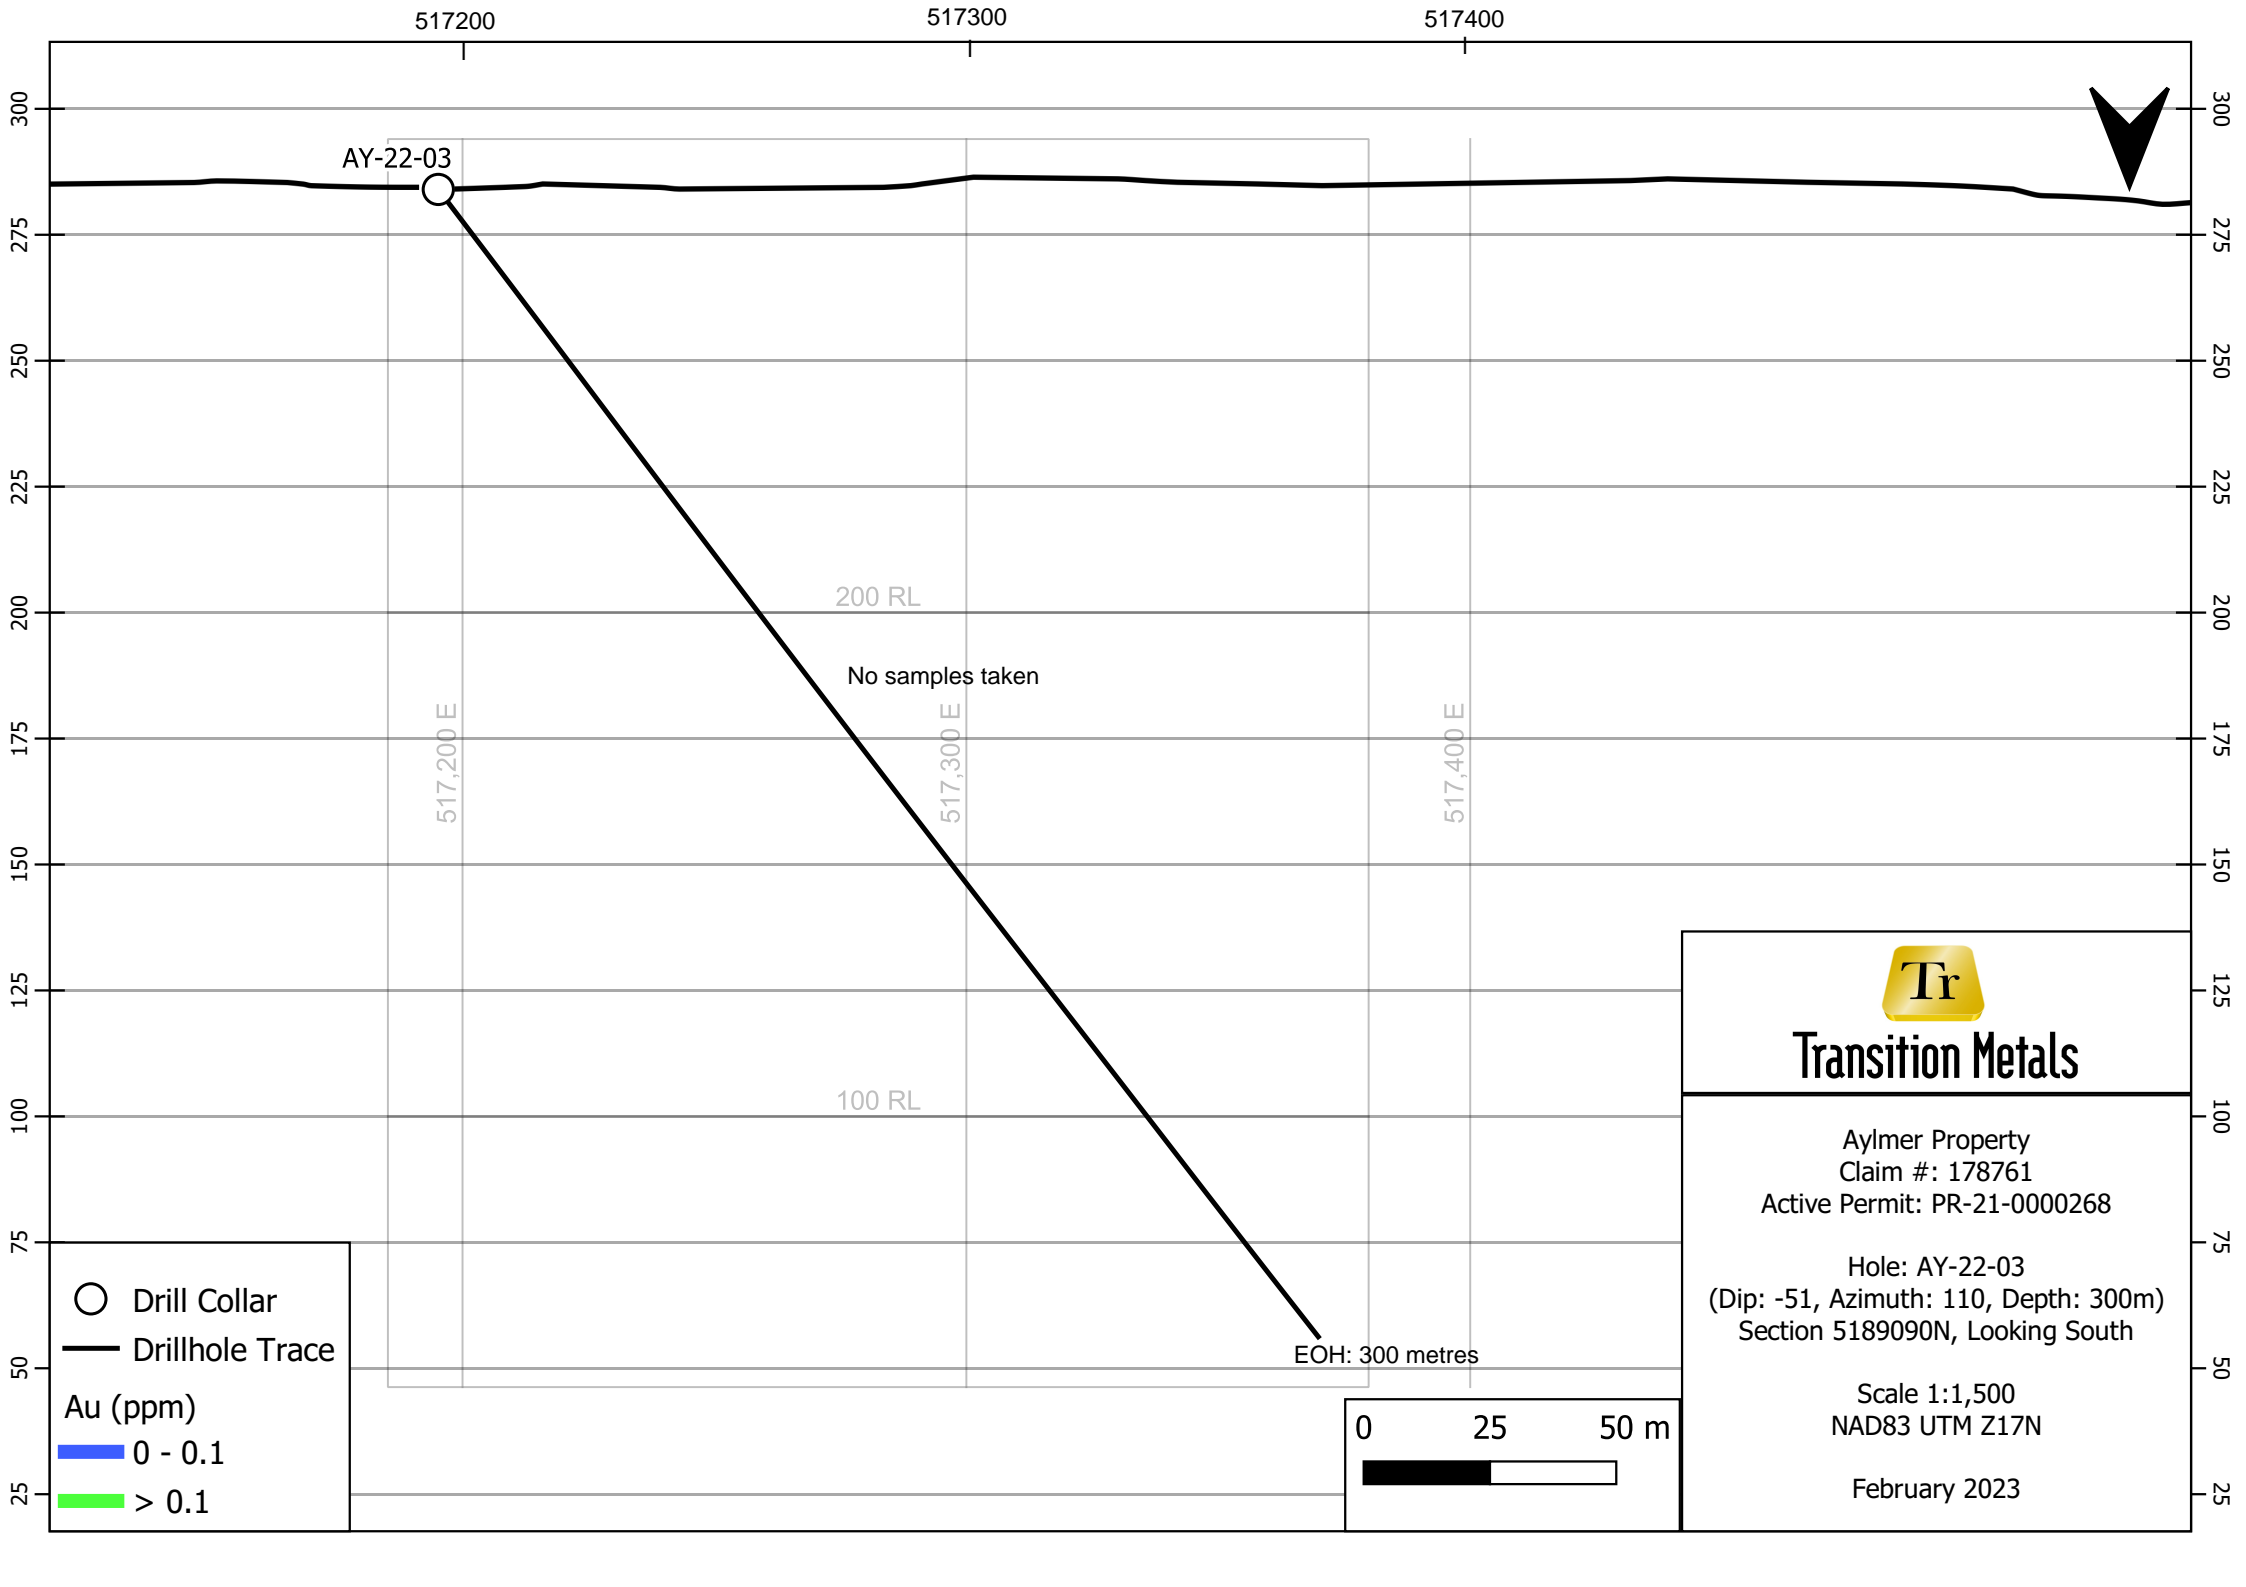 517200
517300
517400
300
300
AY-22-03
275
275
250
250
225
225
200 RL
200
200
No samples taken
517,200 E
517,300 E
517,400 E
175
175
150
150
125
125
100 RL
100
100
75
75
50
50
25
25
EOH: 300 metres
Drill Collar
Drillhole Trace
Au (ppm)
0 - 0.1
> 0.1
0 25 50 m
Tr
Transition Metals
Aylmer Property
Claim #: 178761
Active Permit: PR-21-0000268
Hole: AY-22-03
(Dip: -51, Azimuth: 110, Depth: 300m)
Section 5189090N, Looking South
Scale 1:1,500
NAD83 UTM Z17N
February 2023